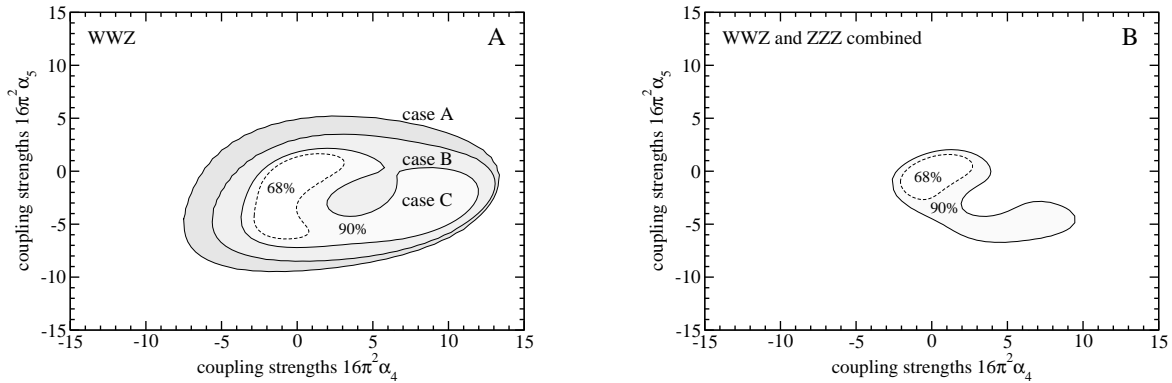 WWZ
A
case A
case B
case C
68%
90%
15
10
5
0
-5
-10
-15
-15
-10
-5
0
5
10
15
coupling strengths 16π²α₅
coupling strengths 16π²α₄
WWZ and ZZZ combined
B
68%
90%
15
10
5
0
-5
-10
-15
-15
-10
-5
0
5
10
15
coupling strengths 16π²α₅
coupling strengths 16π²α₄